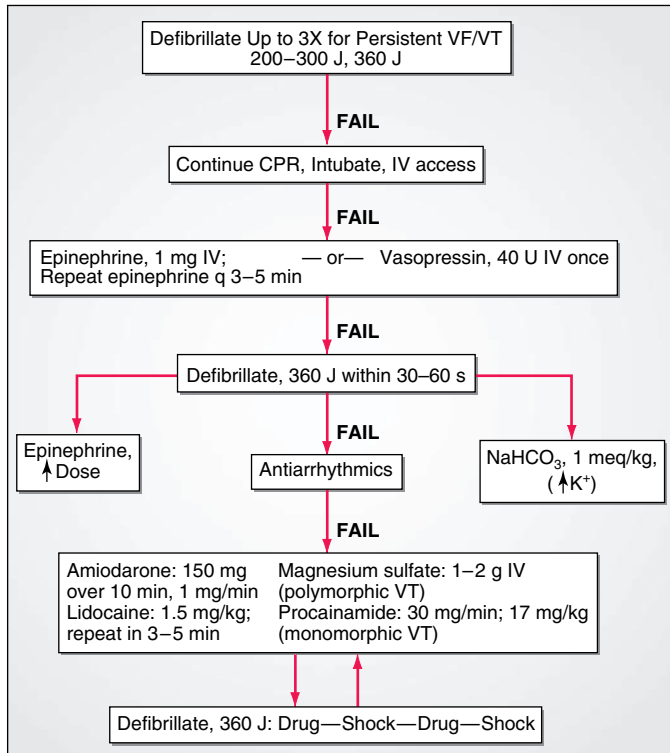 Defibrillate Up to 3X for Persistent VF/VT
200–300 J, 360 J
FAIL
Continue CPR, Intubate, IV access
FAIL
Epinephrine, 1 mg IV; — or— Vasopressin, 40 U IV once
Repeat epinephrine q 3–5 min
FAIL
Defibrillate, 360 J within 30–60 s
FAIL
Epinephrine,
↑Dose
Antiarrhythmics
NaHCO₃, 1 meq/kg,
(↑K⁺)
FAIL
Amiodarone: 150 mg
over 10 min, 1 mg/min
Lidocaine: 1.5 mg/kg;
repeat in 3–5 min
Magnesium sulfate: 1–2 g IV
(polymorphic VT)
Procainamide: 30 mg/min; 17 mg/kg
(monomorphic VT)
Defibrillate, 360 J: Drug—Shock—Drug—Shock